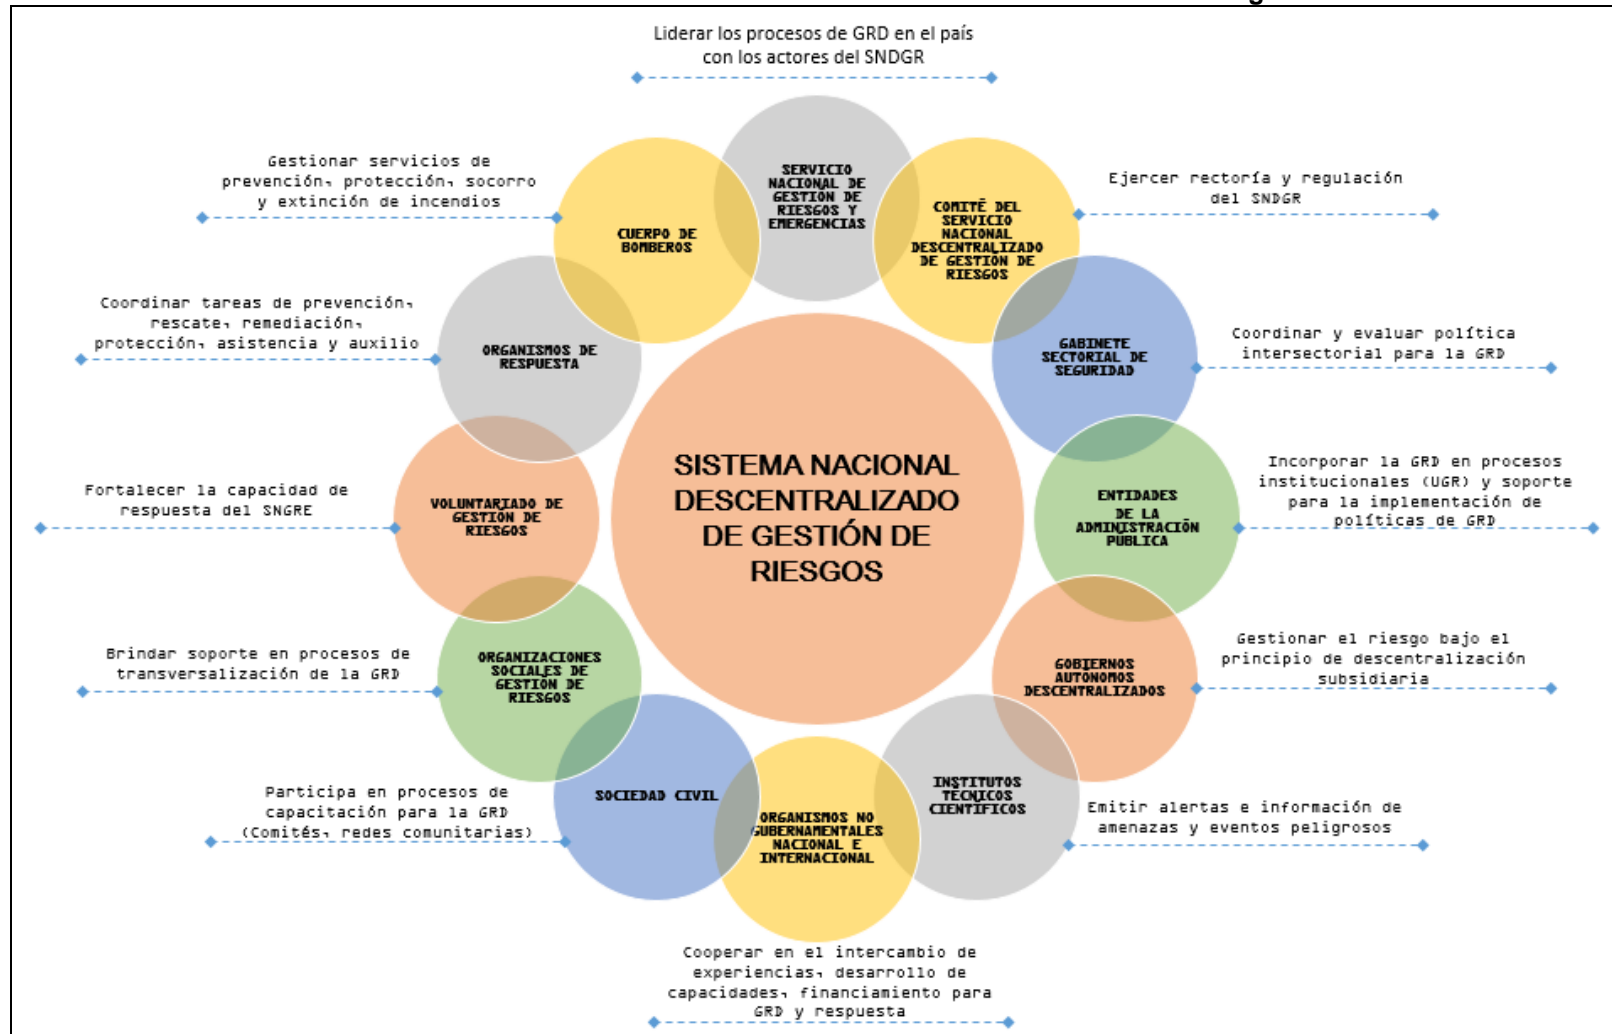 Liderar los procesos de GRD en el país
con los actores del SNDGR
SERVICIO
NACIONAL DE
GESTIÓN DE
RIESGOS Y
EMERGENCIAS
COMITÉ DEL
SERVICIO
NACIONAL
DESCENTRALIZADO
DE GESTIÓN DE
RIESGOS
Ejercer rectoría y regulación
del SNDGR
GABINETE
SECTORIAL DE
SEGURIDAD
Coordinar y evaluar política
intersectorial para la GRD
ENTIDADES
DE LA
ADMINISTRACIÓN
PÚBLICA
Incorporar la GRD en procesos
institucionales (UGR) y soporte
para la implementación de
políticas de GRD
GOBIERNOS
AUTÓNOMOS
DESCENTRALIZADOS
Gestionar el riesgo bajo el
principio de descentralización
subsidiaria
INSTITUTOS
TÉCNICOS
CIENTÍFICOS
Emitir alertas e información de
amenazas y eventos peligrosos
ORGANISMOS NO
GUBERNAMENTALES
NACIONAL E
INTERNACIONAL
Cooperar en el intercambio de
experiencias, desarrollo de
capacidades, financiamiento para
GRD y respuesta
SOCIEDAD CIVIL
Participa en procesos de
capacitación para la GRD
(Comités, redes comunitarias)
ORGANIZACIONES
SOCIALES DE
GESTIÓN DE
RIESGOS
Brindar soporte en procesos de
transversalización de la GRD
VOLUNTARIADO DE
GESTIÓN DE
RIESGOS
Fortalecer la capacidad de
respuesta del SNGRE
ORGANISMOS DE
RESPUESTA
Coordinar tareas de prevención,
rescate, remediación,
protección, asistencia y auxilio
CUERPO DE
BOMBEROS
Gestionar servicios de
prevención, protección, socorro
y extinción de incendios
SISTEMA NACIONAL
DESCENTRALIZADO
DE GESTIÓN DE
RIESGOS